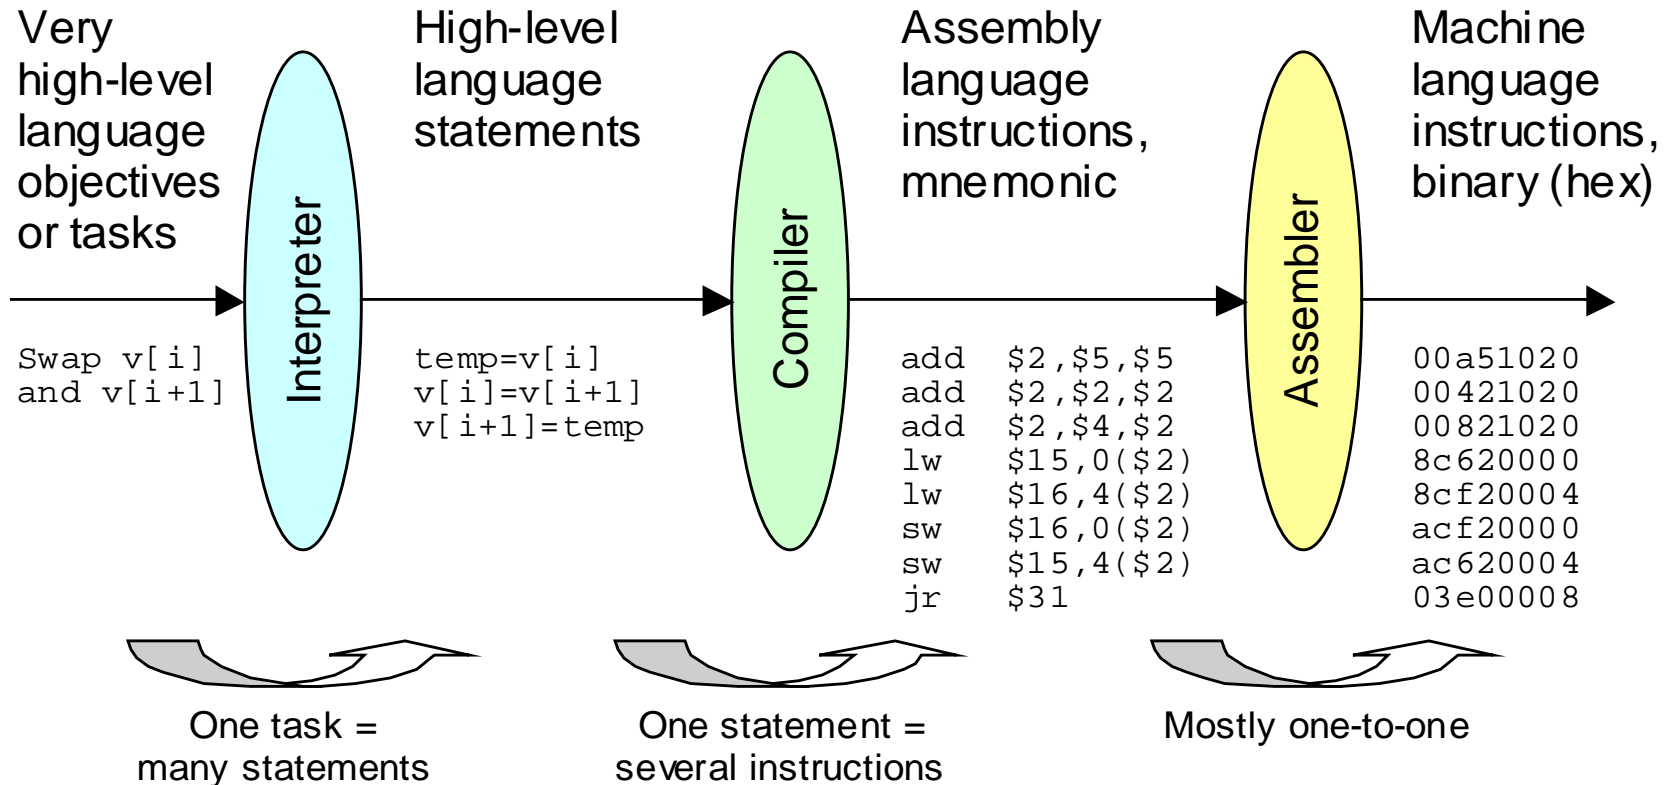 Very
high-level
language
objectives
or tasks
High-level
language
statements
Assembly
language
instructions,
mnemonic
Machine
language
instructions,
binary (hex)
Interpreter
Compiler
Assembler
Swap v[i]
and v[i+1]
temp=v[i]
v[i]=v[i+1]
v[i+1]=temp
add $2,$5,$5
add $2,$2,$2
add $2,$4,$2
lw $15,0($2)
lw $16,4($2)
sw $16,0($2)
sw $15,4($2)
jr $31
00a51020
00421020
00821020
8c620000
8cf20004
acf20000
ac620004
03e00008
One task =
many statements
One statement =
several instructions
Mostly one-to-one